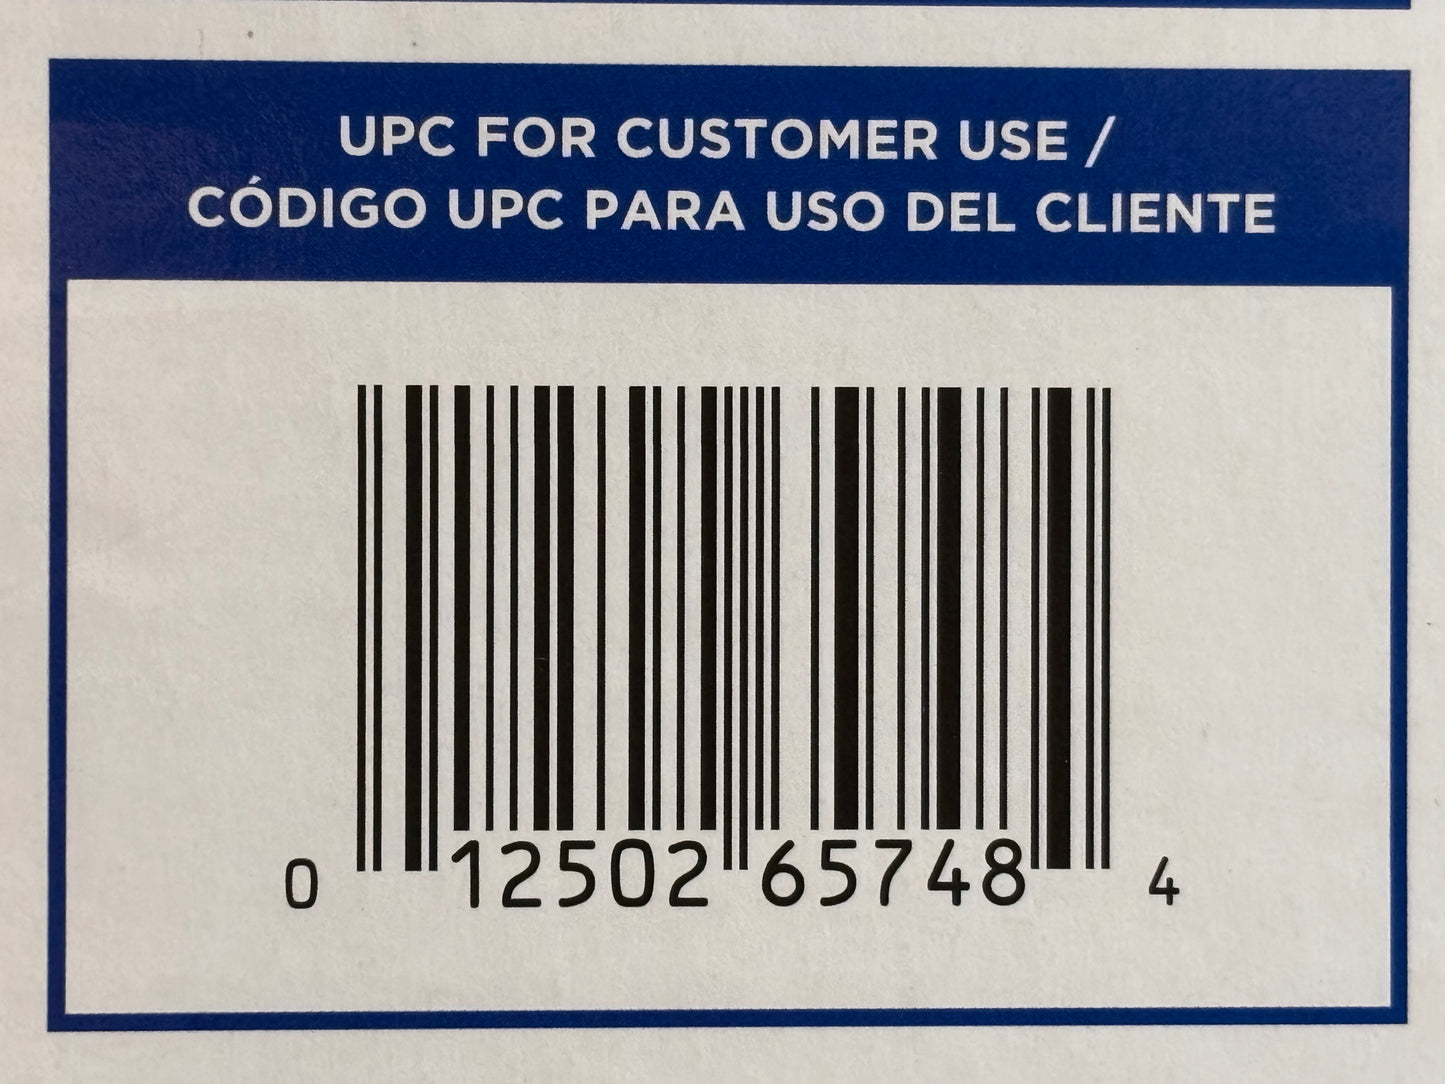 UPC FOR CUSTOMER USE /
CÓDIGO UPC PARA USO DEL CLIENTE
0 12502 65748 4